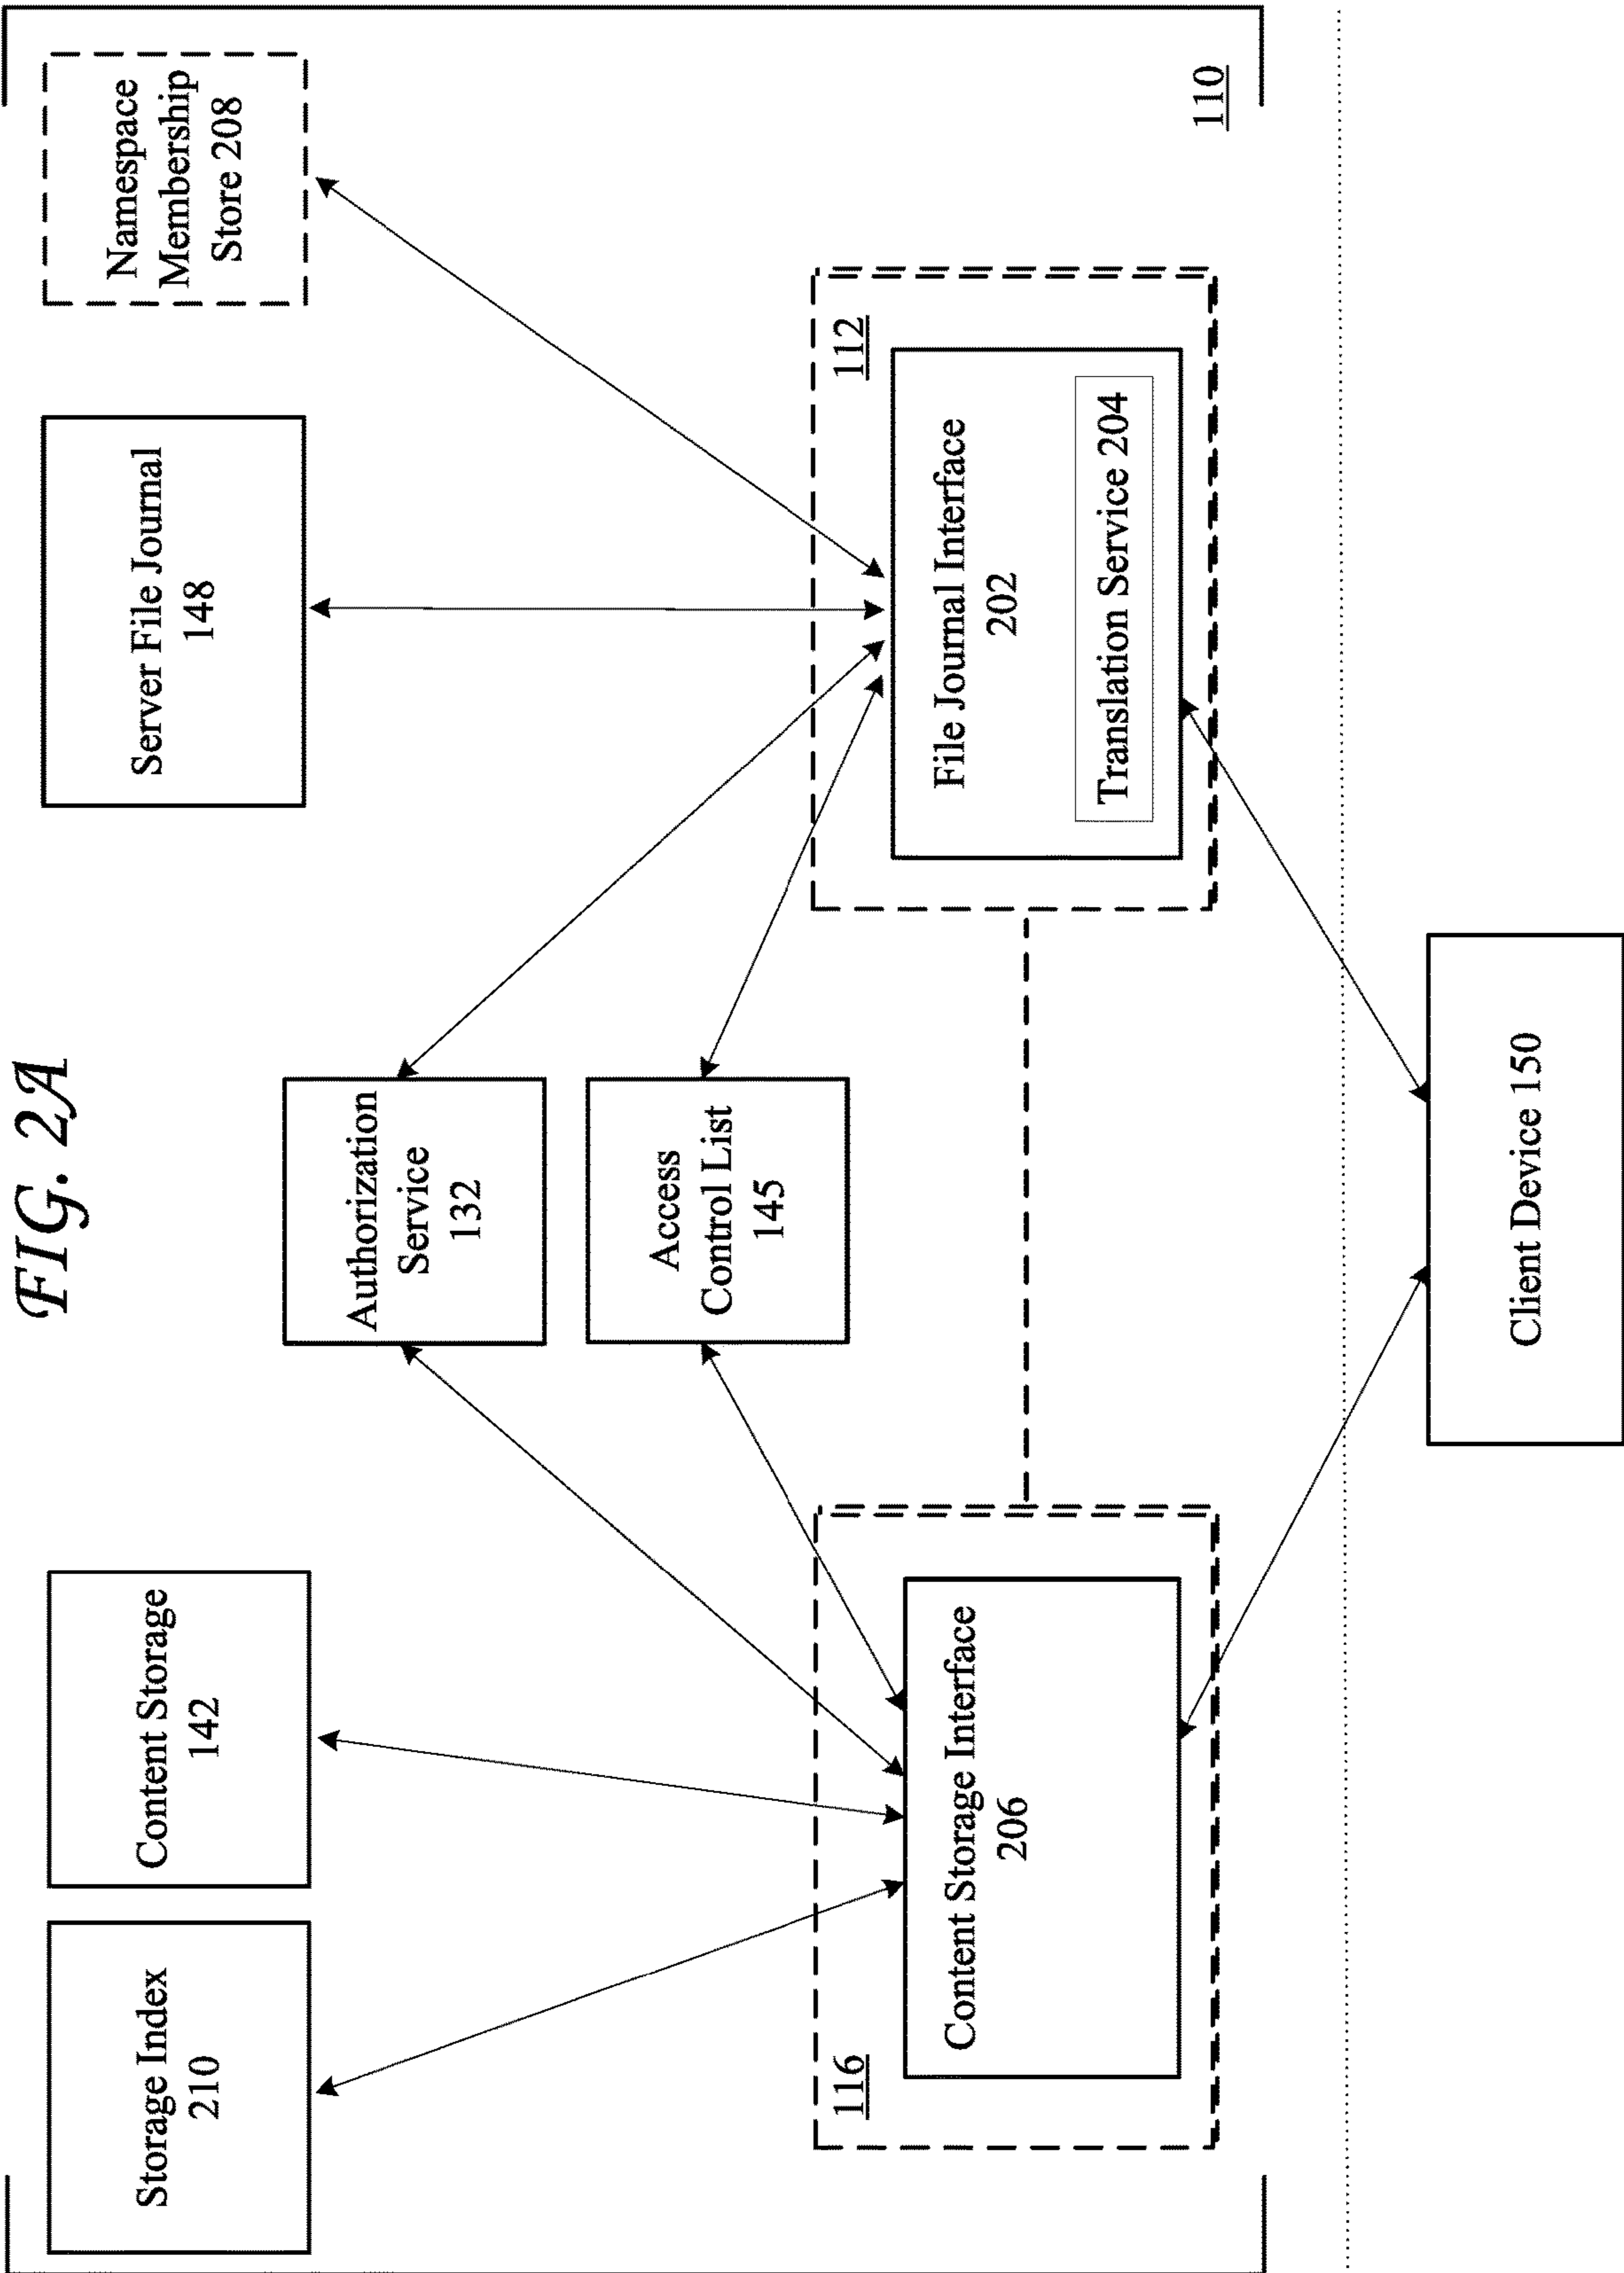 FIG. 2A
Storage Index
210
Content Storage
142
Authorization
Service
132
Access
Control List
145
Server File Journal
148
Namespace
Membership
Store 208
116
Content Storage Interface
206
112
File Journal Interface
202
Translation Service 204
110
Client Device 150